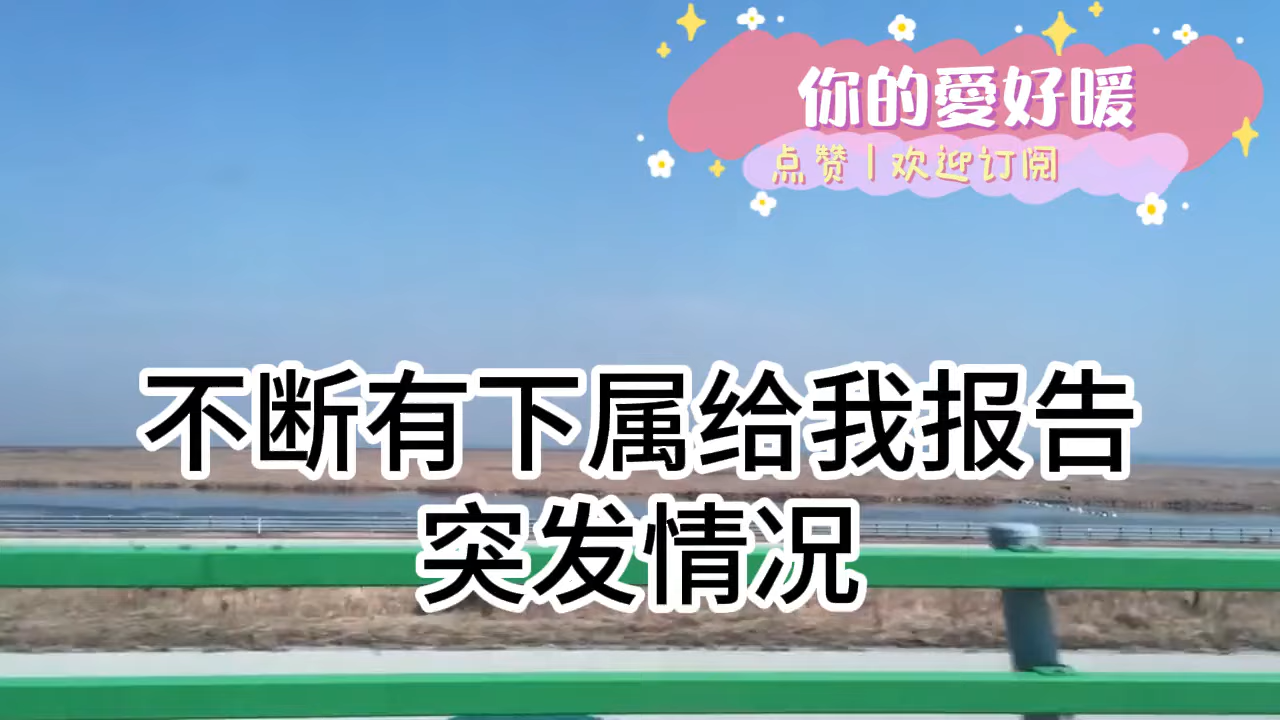 你的愛好暖
点赞|欢迎订阅
不断有下属给我报告
突发情况